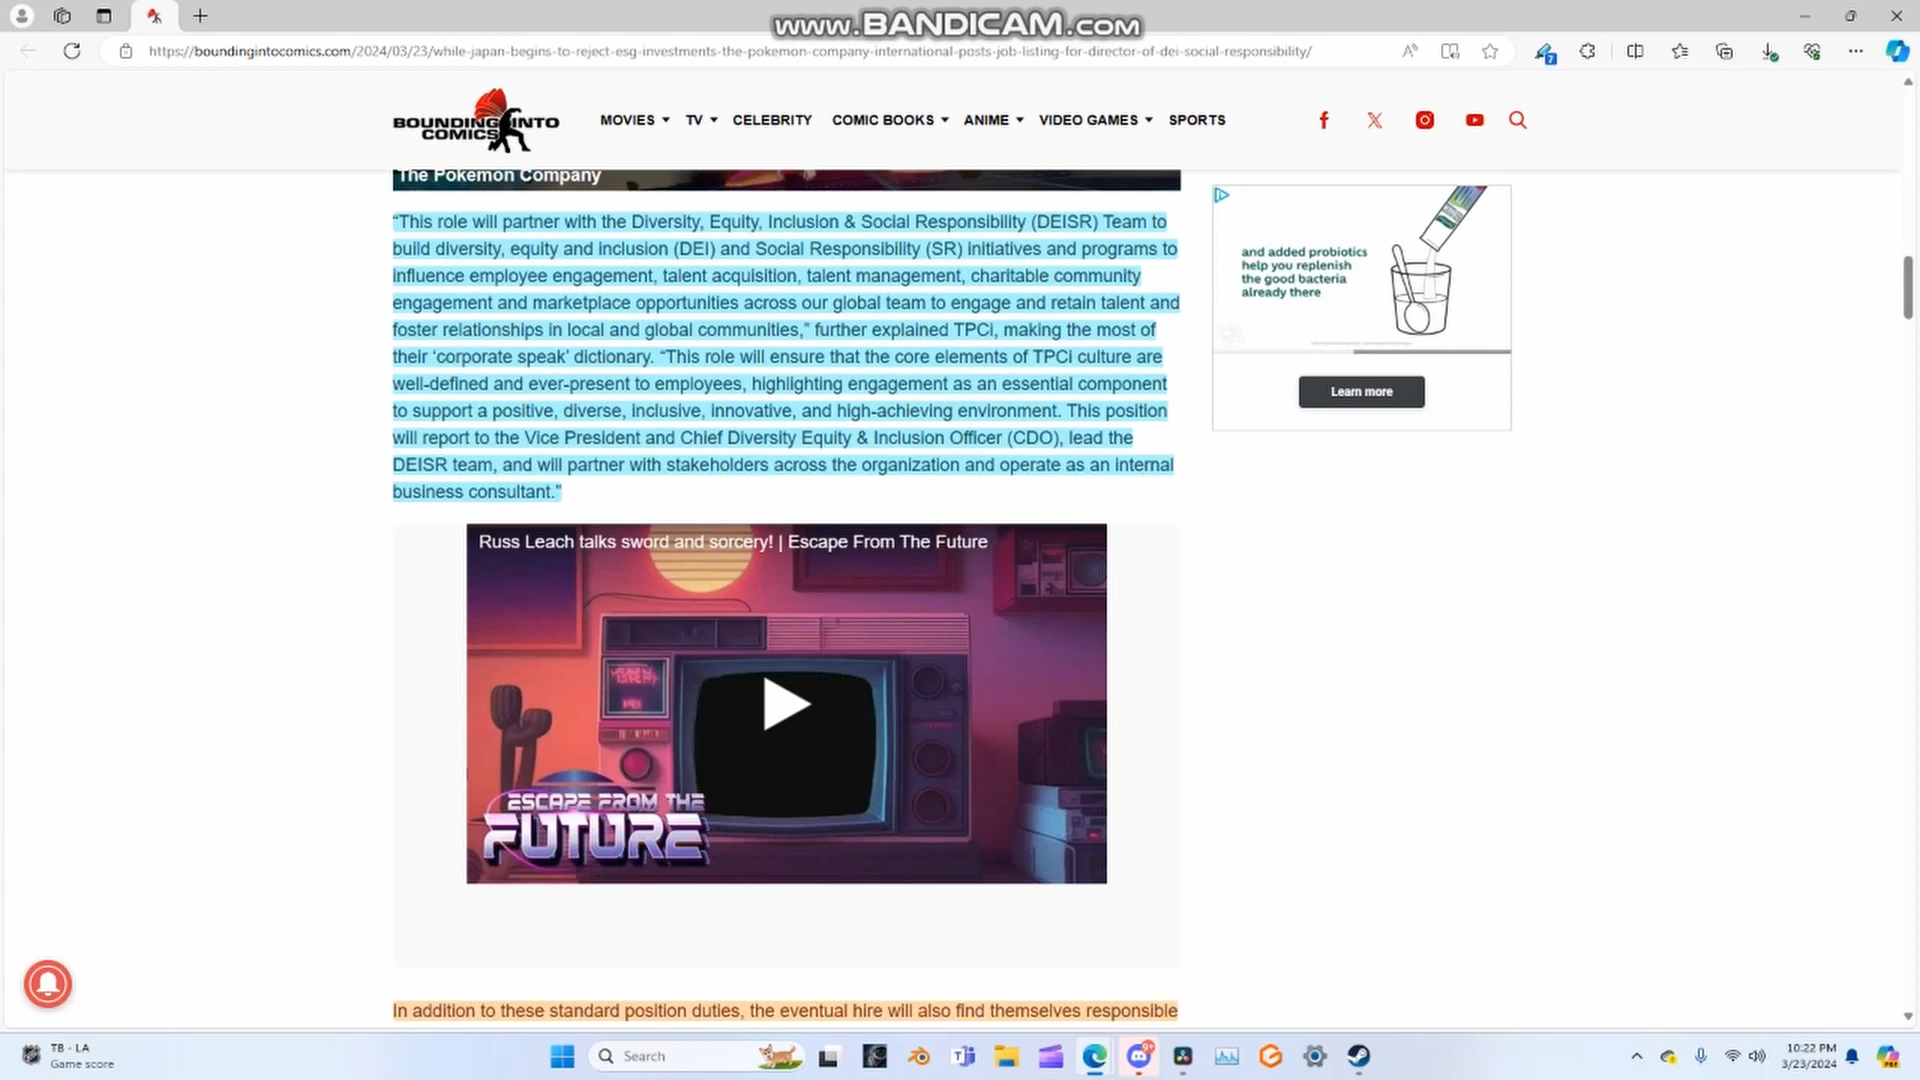 www.BANDICAM.com
https://boundingintocomics.com/2024/03/23/while-japan-begins-to-reject-esg-investments-the-pokemon-company-international-posts-job-listing-for-director-of-dei-social-responsibility/
7
BOUNDING INTO COMICS
MOVIES TV CELEBRITY COMIC BOOKS ANIME VIDEO GAMES SPORTS
The Pokemon Company
“This role will partner with the Diversity, Equity, Inclusion & Social Responsibility (DEISR) Team to
build diversity, equity and inclusion (DEI) and Social Responsibility (SR) initiatives and programs to
influence employee engagement, talent acquisition, talent management, charitable community
engagement and marketplace opportunities across our global team to engage and retain talent and
foster relationships in local and global communities,” further explained TPCi, making the most of
their ‘corporate speak’ dictionary. “This role will ensure that the core elements of TPCi culture are
well-defined and ever-present to employees, highlighting engagement as an essential component
to support a positive, diverse, inclusive, innovative, and high-achieving environment. This position
will report to the Vice President and Chief Diversity Equity & Inclusion Officer (CDO), lead the
DEISR team, and will partner with stakeholders across the organization and operate as an internal
business consultant.”
and added probiotics
help you replenish
the good bacteria
already there
Learn more
Russ Leach talks sword and sorcery! | Escape From The Future
ESCAPE FROM THE
FUTURE
In addition to these standard position duties, the eventual hire will also find themselves responsible
TB - LA
Game score
Search
9+
10:22 PM
3/23/2024